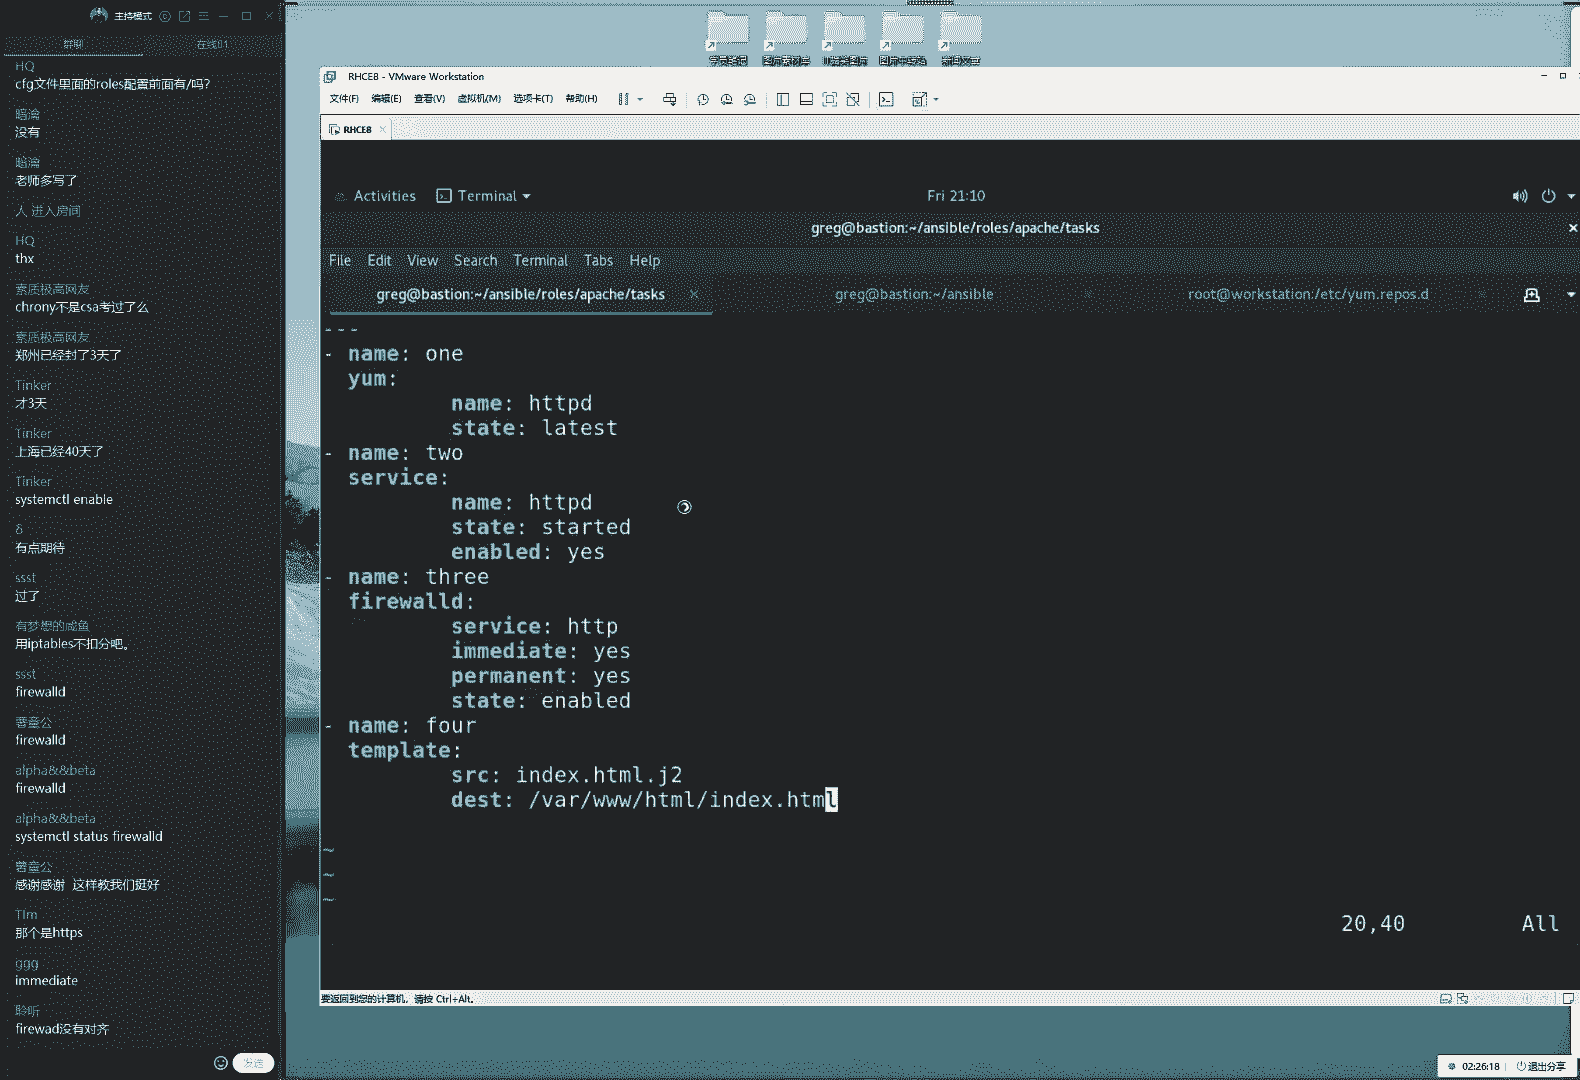 主持模式
群聊
在线01
HQ
cfg文件里面的roles配置前面有/吗?
暗滝
没有
暗滝
老师多写了
人 进入房间
HQ
thx
素质极高网友
chrony不是csa考过了么
素质极高网友
郑州已经封了3天了
Tinker
才3天
Tinker
上海已经40天了
Tinker
systemctl enable
δ
有点期待
ssst
过了
有梦想的咸鱼
用iptables不扣分吧。
ssst
firewalld
firewalld
alpha&&beta
firewalld
alpha&&beta
systemctl status firewalld
感谢感谢 这样教我们挺好
TIm
那个是https
ggg
immediate
聆听
firewad没有对齐
发送
RHCE8 - VMware Workstation
文件(F) 编辑(E) 查看(V) 虚拟机(M) 选项卡(T) 帮助(H)
RHCE8
Activities Terminal Fri 21:10
greg@bastion:~/ansible/roles/apache/tasks
File Edit View Search Terminal Tabs Help
greg@bastion:~/ansible/roles/apache/tasks greg@bastion:~/ansible root@workstation:/etc/yum.repos.d
---
- name: one
yum:
name: httpd
state: latest
- name: two
service:
name: httpd
state: started
enabled: yes
- name: three
firewalld:
service: http
immediate: yes
permanent: yes
state: enabled
- name: four
template:
src: index.html.j2
dest: /var/www/html/index.html
~
~
~
20,40 All
要返回到您的计算机，请按 Ctrl+Alt。
02:26:18 退出分享